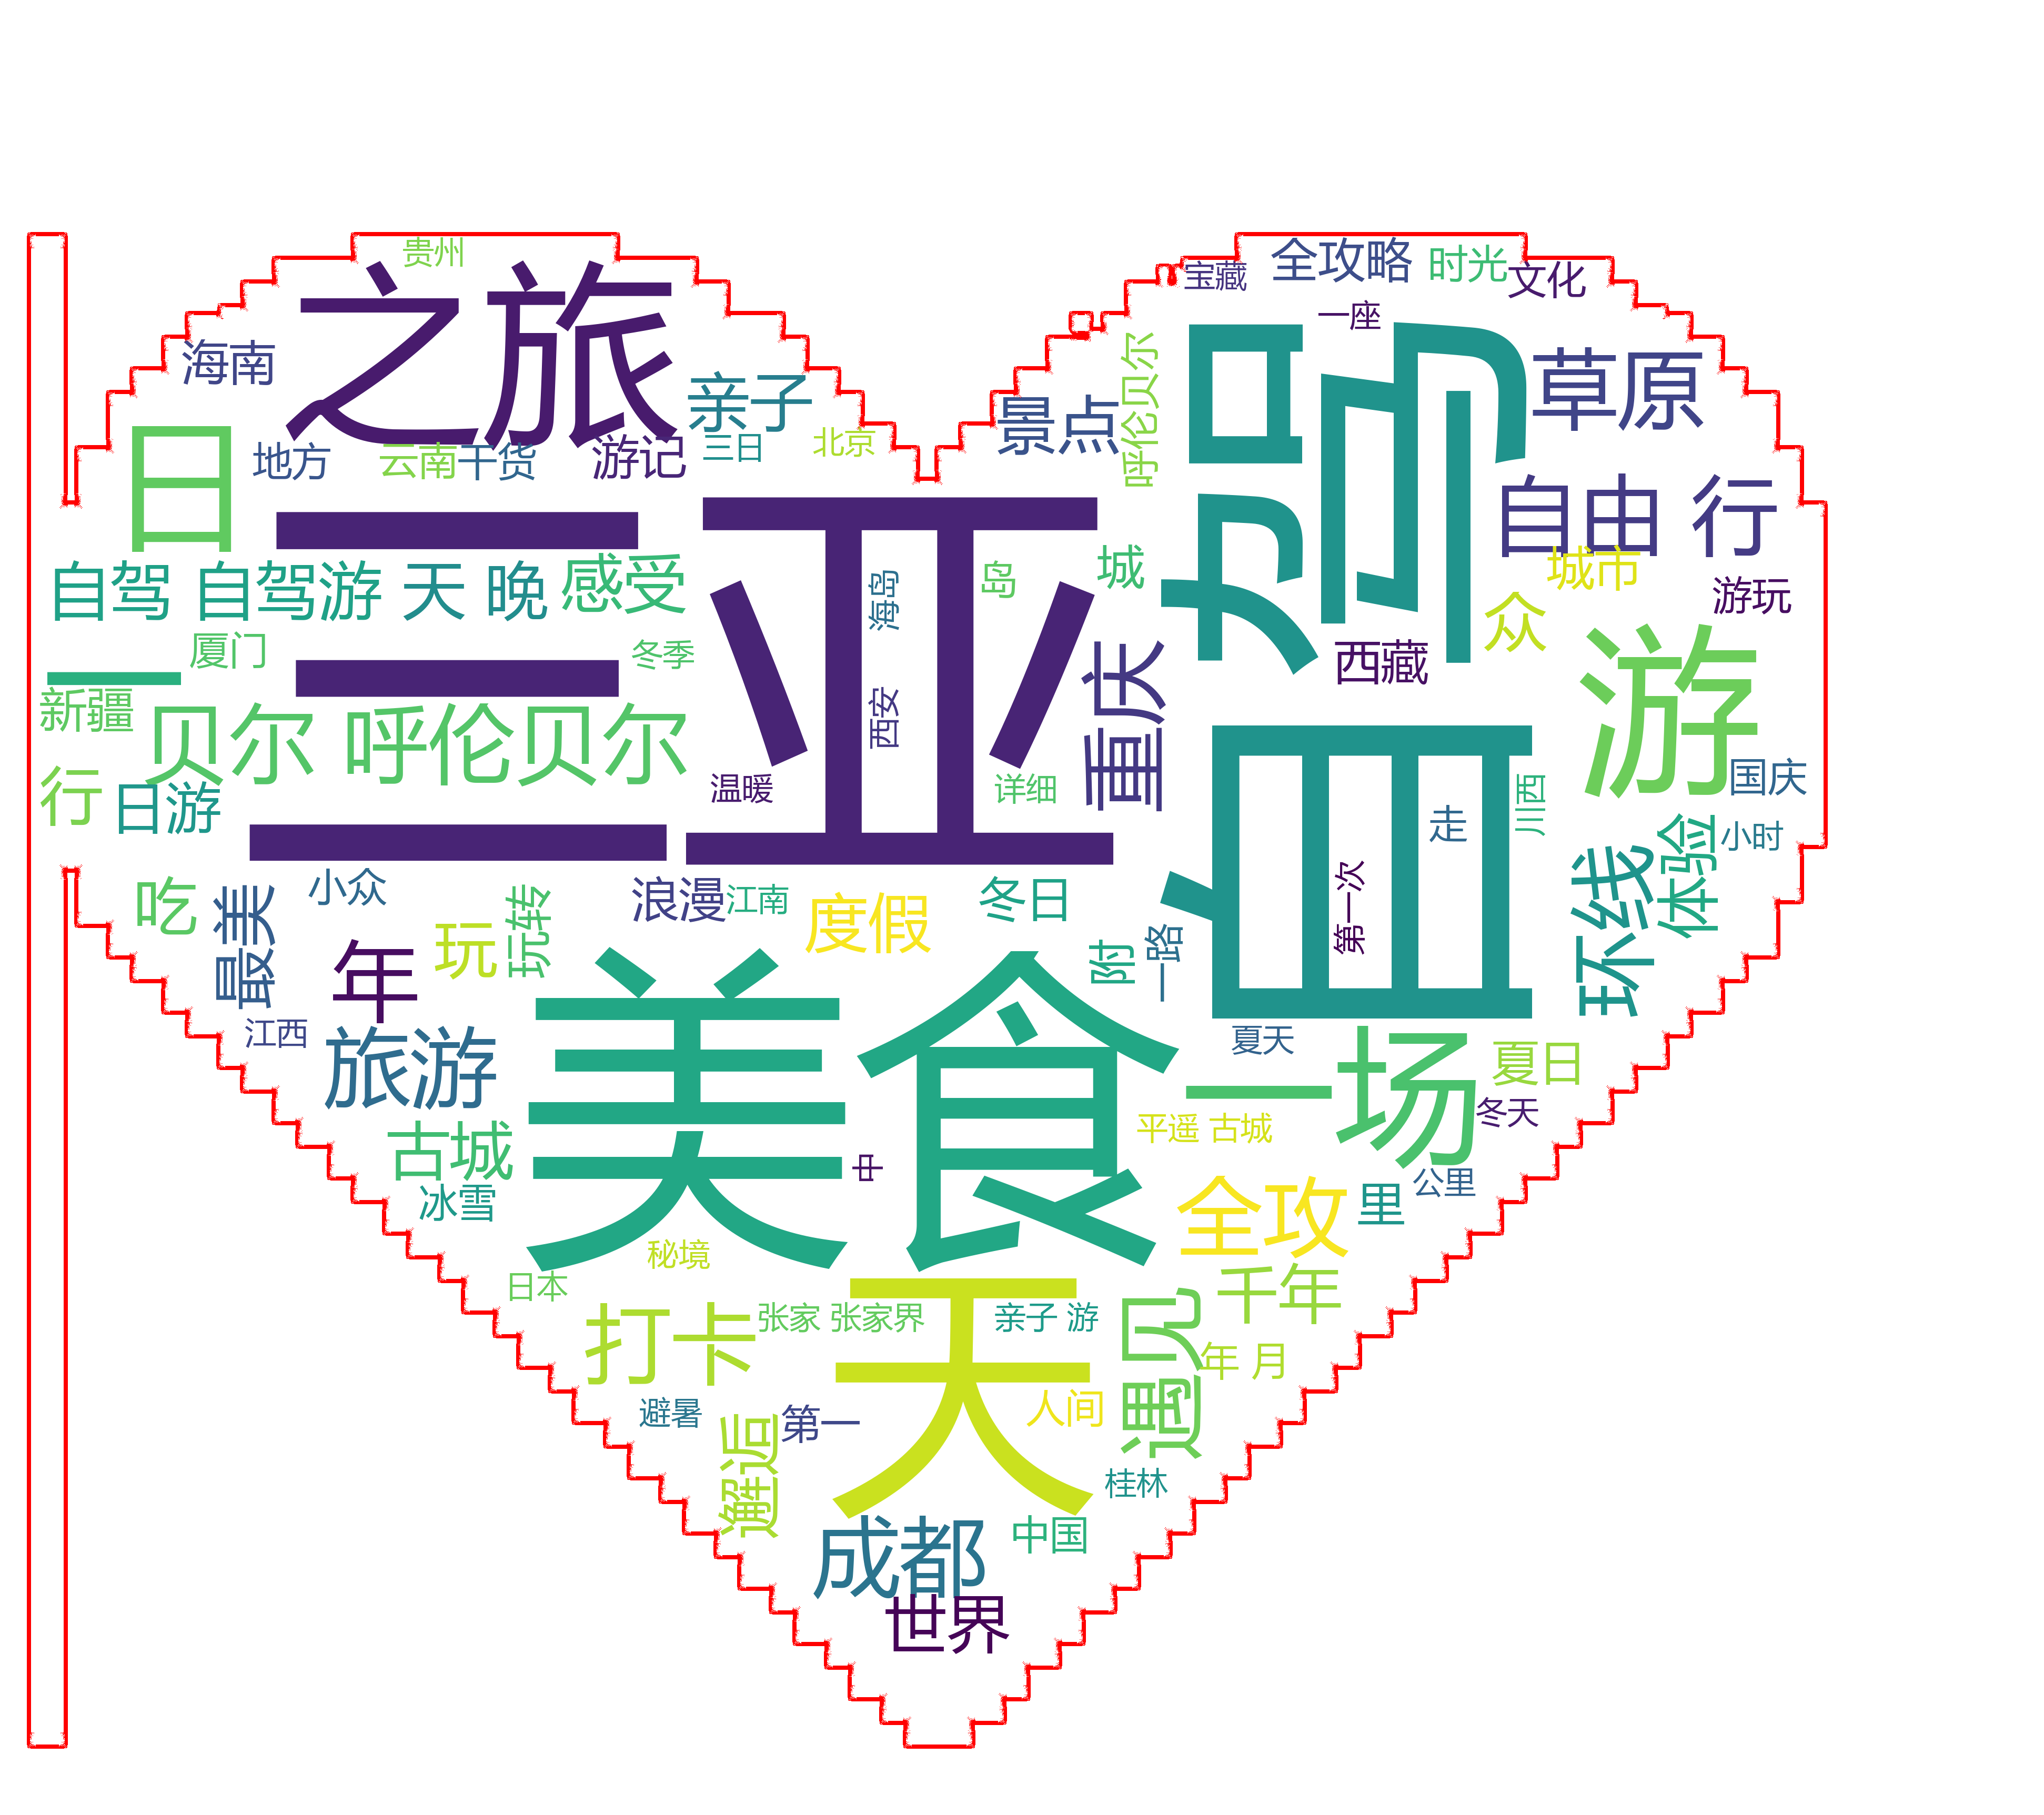 贵州
宝藏
全攻略
时光
文化
之旅
一座
海南
亲子
景点
呼伦贝尔
自驾
草原
日
地方
云南
干货
游记
三日
北京
自由 行
三亚
自驾
自驾游
天 晚
感受
海岛
岛
城
城市
众
游玩
厦门
冬季
西藏
游
一
新疆
贝尔
呼伦贝尔
西安
重庆
行
日游
温暖
详细
走
川西
国庆
小时
吃
最美
小众
浪漫
江南
度假
冬日
第一次
环线
体验
年
玩
玩转
附
一路
江西
旅游
美食
夏天
一场
夏日
冬天
古城
平遥 古城
中
冰雪
全攻
里
公里
秘境
日本
千年
打卡
张家
张家界
天
亲子 游
遇见
年 月
避暑
第一
人间
邂逅
桂林
成都
中国
世界